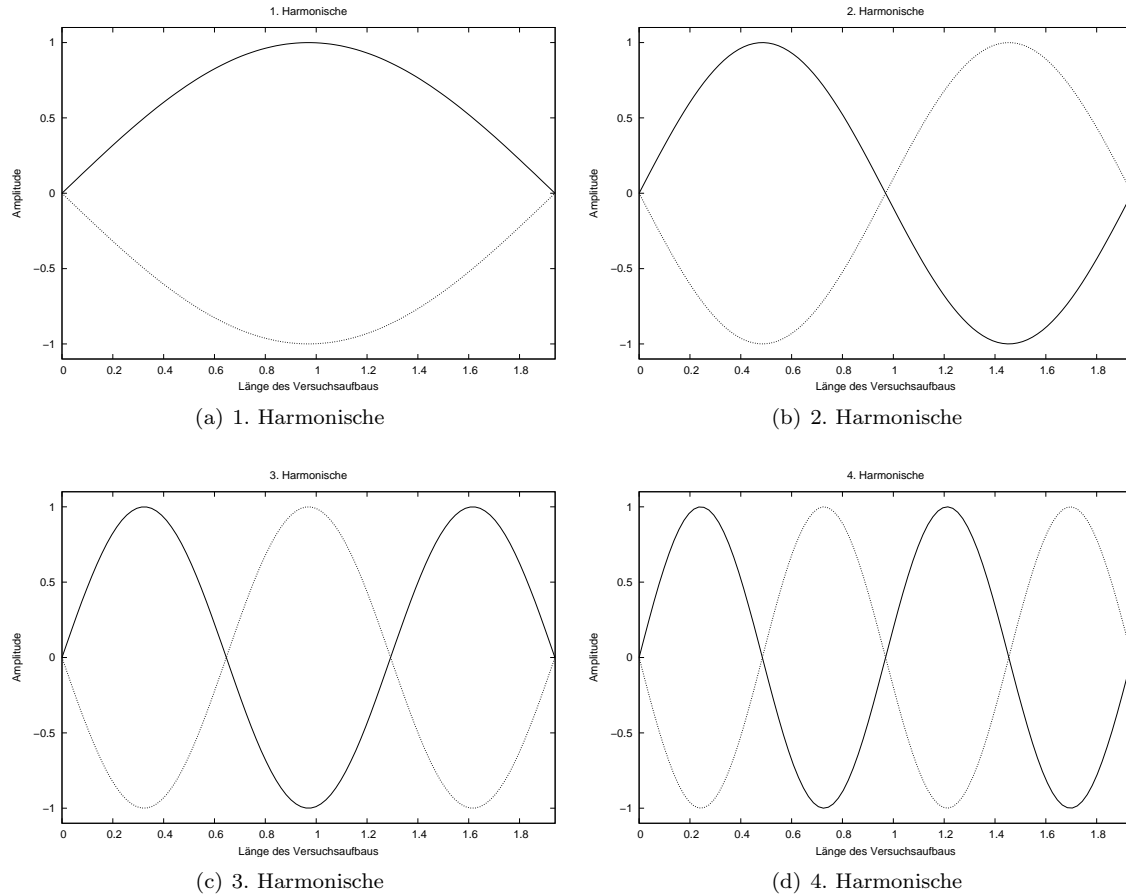 1. Harmonische
1
0.5
0
−0.5
−1
Amplitude
0 0.2 0.4 0.6 0.8 1 1.2 1.4 1.6 1.8
Länge des Versuchsaufbaus
(a) 1. Harmonische
2. Harmonische
1
0.5
0
−0.5
−1
Amplitude
0 0.2 0.4 0.6 0.8 1 1.2 1.4 1.6 1.8
Länge des Versuchsaufbaus
(b) 2. Harmonische
3. Harmonische
1
0.5
0
−0.5
−1
Amplitude
0 0.2 0.4 0.6 0.8 1 1.2 1.4 1.6 1.8
Länge des Versuchsaufbaus
(c) 3. Harmonische
4. Harmonische
1
0.5
0
−0.5
−1
Amplitude
0 0.2 0.4 0.6 0.8 1 1.2 1.4 1.6 1.8
Länge des Versuchsaufbaus
(d) 4. Harmonische